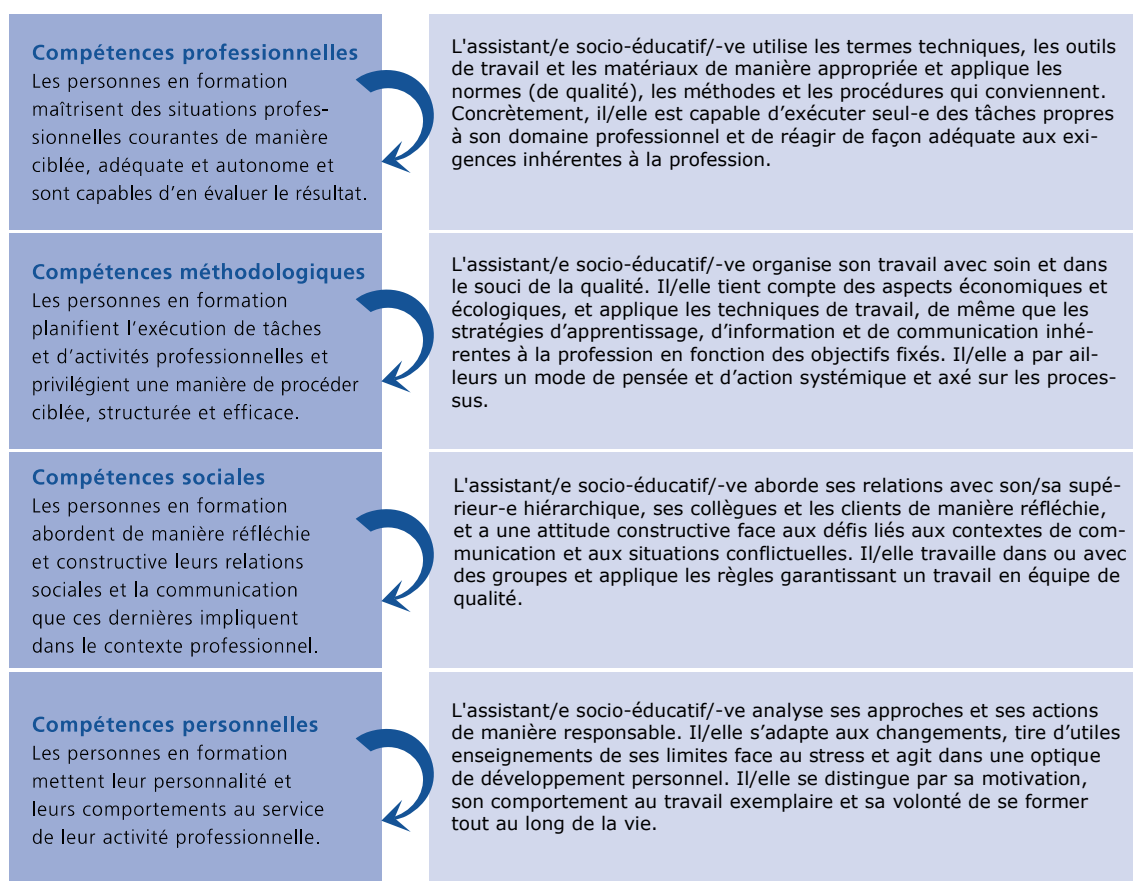 Compétences professionnelles
Les personnes en formation
maîtrisent des situations profes-
sionnelles courantes de manière
ciblée, adéquate et autonome et
sont capables d’en évaluer le résultat.
L'assistant/e socio-éducatif/-ve utilise les termes techniques, les outils
de travail et les matériaux de manière appropriée et applique les
normes (de qualité), les méthodes et les procédures qui conviennent.
Concrètement, il/elle est capable d’exécuter seul-e des tâches propres
à son domaine professionnel et de réagir de façon adéquate aux exi-
gences inhérentes à la profession.
Compétences méthodologiques
Les personnes en formation
planifient l’exécution de tâches
et d’activités professionnelles et
privilégient une manière de procéder
ciblée, structurée et efficace.
L'assistant/e socio-éducatif/-ve organise son travail avec soin et dans
le souci de la qualité. Il/elle tient compte des aspects économiques et
écologiques, et applique les techniques de travail, de même que les
stratégies d’apprentissage, d’information et de communication inhé-
rentes à la profession en fonction des objectifs fixés. Il/elle a par ail-
leurs un mode de pensée et d’action systémique et axé sur les proces-
sus.
Compétences sociales
Les personnes en formation
abordent de manière réfléchie
et constructive leurs relations
sociales et la communication
que ces dernières impliquent
dans le contexte professionnel.
L'assistant/e socio-éducatif/-ve aborde ses relations avec son/sa supé-
rieur-e hiérarchique, ses collègues et les clients de manière réfléchie,
et a une attitude constructive face aux défis liés aux contextes de com-
munication et aux situations conflictuelles. Il/elle travaille dans ou avec
des groupes et applique les règles garantissant un travail en équipe de
qualité.
Compétences personnelles
Les personnes en formation
mettent leur personnalité et
leurs comportements au service
de leur activité professionnelle.
L'assistant/e socio-éducatif/-ve analyse ses approches et ses actions
de manière responsable. Il/elle s’adapte aux changements, tire d’utiles
enseignements de ses limites face au stress et agit dans une optique
de développement personnel. Il/elle se distingue par sa motivation,
son comportement au travail exemplaire et sa volonté de se former
tout au long de la vie.